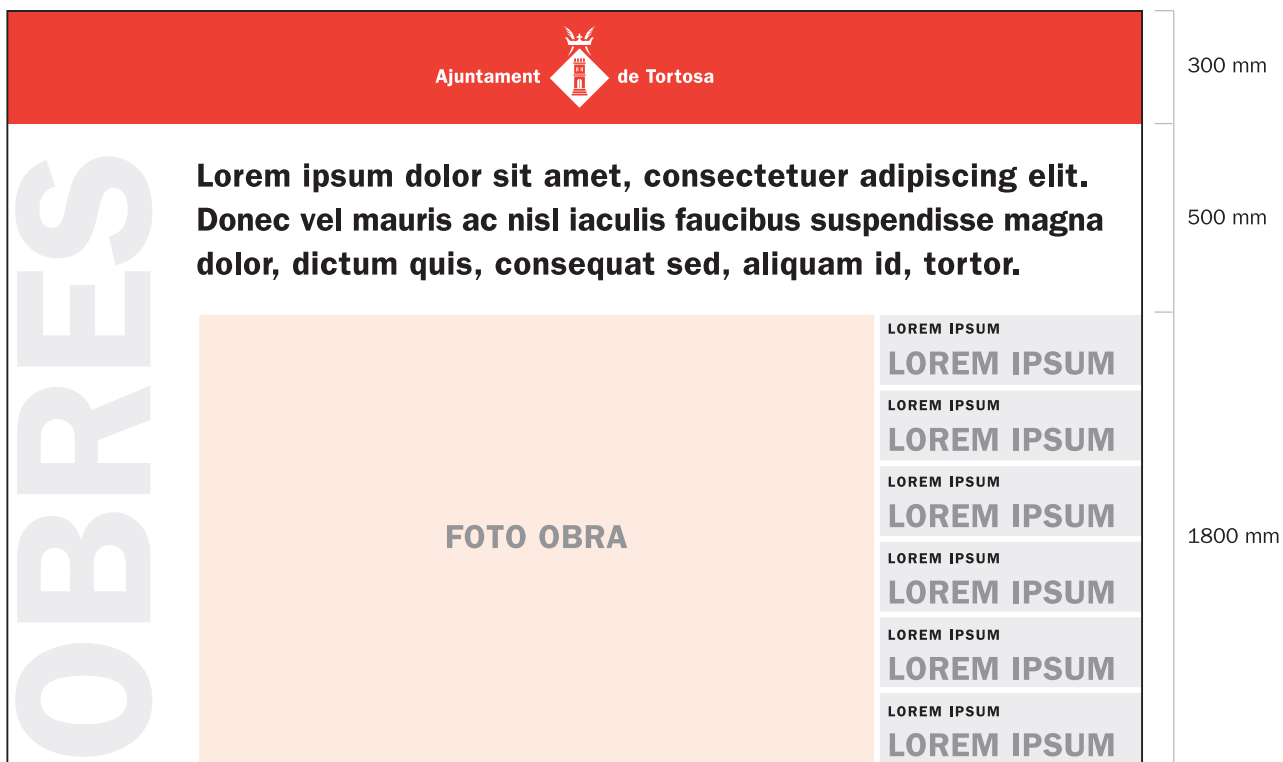 Ajuntament de Tortosa
300 mm
OBRES
Lorem ipsum dolor sit amet, consectetuer adipiscing elit.
Donec vel mauris ac nisl iaculis faucibus suspendisse magna
dolor, dictum quis, consequat sed, aliquam id, tortor.
500 mm
FOTO OBRA
LOREM IPSUM
LOREM IPSUM
LOREM IPSUM
LOREM IPSUM
LOREM IPSUM
LOREM IPSUM
LOREM IPSUM
LOREM IPSUM
LOREM IPSUM
LOREM IPSUM
LOREM IPSUM
LOREM IPSUM
1800 mm